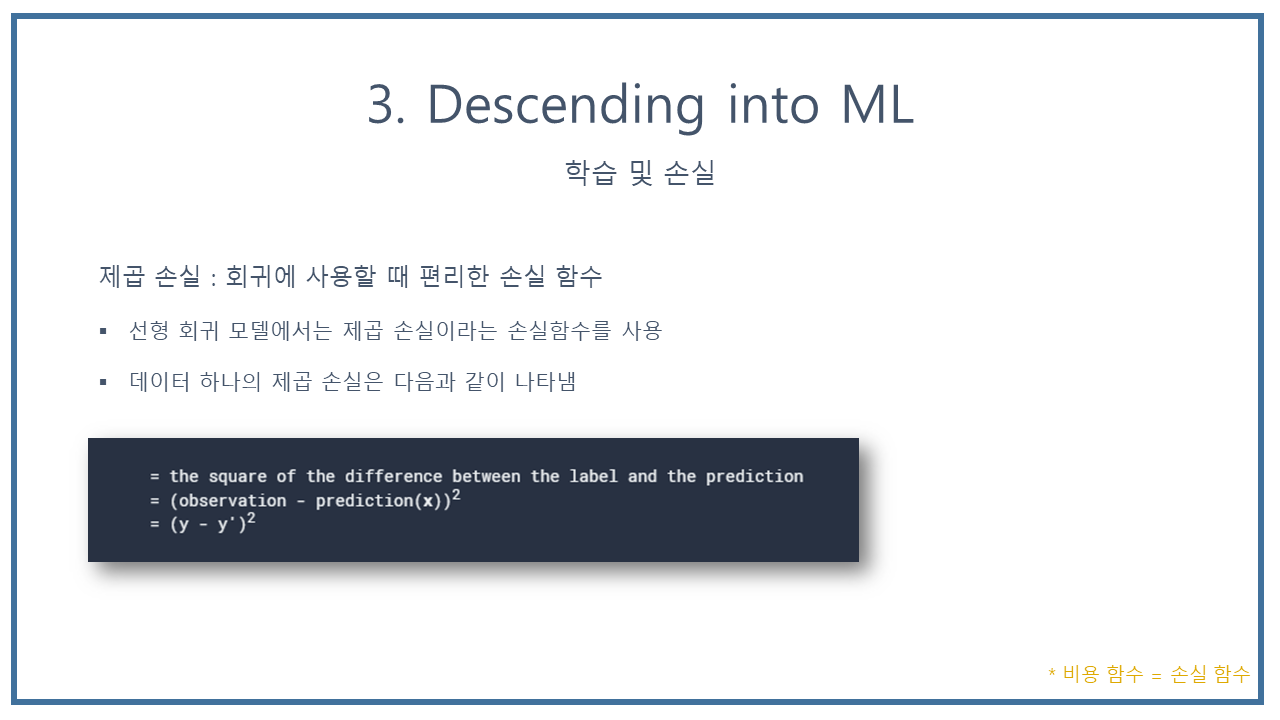 3. Descending into ML
학습 및 손실
제곱 손실 : 회귀에 사용할 때 편리한 손실 함수
▪ 선형 회귀 모델에서는 제곱 손실이라는 손실함수를 사용
▪ 데이터 하나의 제곱 손실은 다음과 같이 나타냄
= the square of the difference between the label and the prediction
= (observation - prediction(x))²
= (y - y')²
* 비용 함수 = 손실 함수